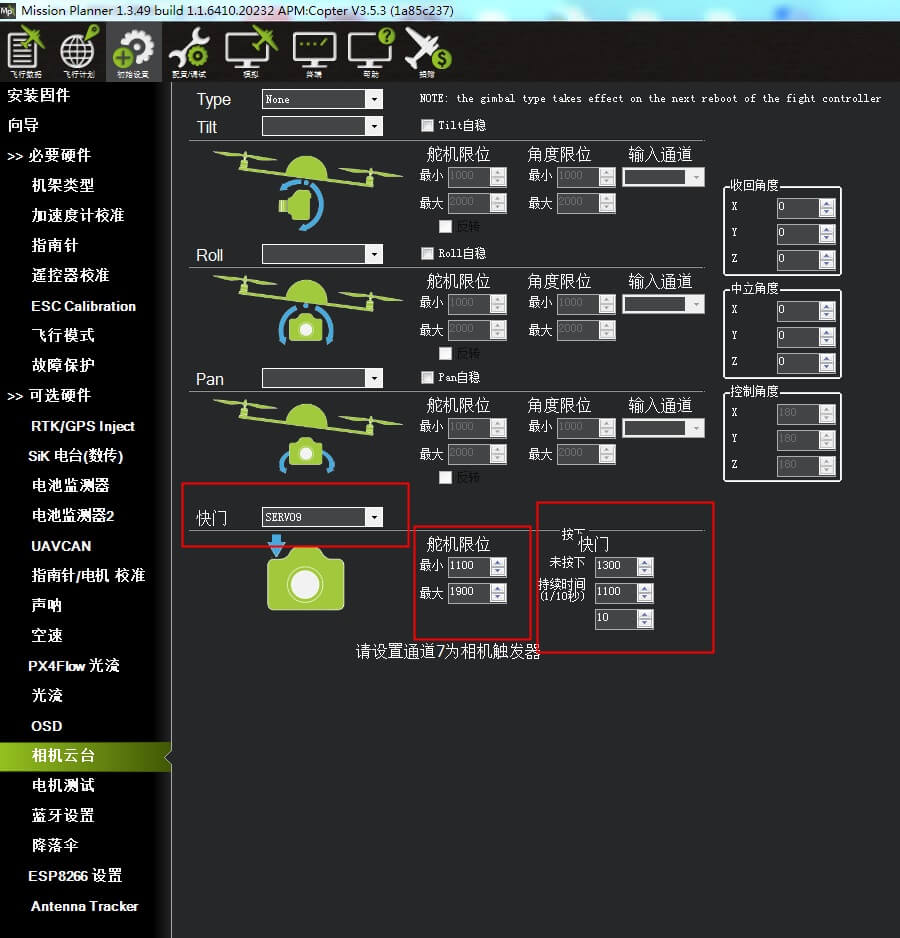 Mission Planner 1.3.49 build 1.1.6410.20232 APM:Copter V3.5.3 (1a85c237)
飞行数据 飞行计划 初始设置 配置/调试 模拟 终端 帮助 捐赠
安装固件
向导
>> 必要硬件
机架类型
加速度计校准
指南针
遥控器校准
ESC Calibration
飞行模式
故障保护
>> 可选硬件
RTK/GPS Inject
SiK 电台(数传)
电池监测器
电池监测器2
UAVCAN
指南针/电机 校准
声呐
空速
PX4Flow 光流
光流
OSD
相机云台
电机测试
蓝牙设置
降落伞
ESP8266 设置
Antenna Tracker
Type None NOTE: the gimbal type takes effect on the next reboot of the fight controller
Tilt Tilt自稳
舵机限位 角度限位 输入通道
最小 1000 最小 1000
最大 2000 最大 2000
反转
Roll Roll自稳
舵机限位 角度限位 输入通道
最小 1000 最小 1000
最大 2000 最大 2000
反转
Pan Pan自稳
舵机限位 角度限位 输入通道
最小 1000 最小 1000
最大 2000 最大 2000
反转
收回角度
X 0
Y 0
Z 0
中立角度
X 0
Y 0
Z 0
控制角度
X 180
Y 180
Z 180
快门 SERVO9
舵机限位
最小 1100
最大 1900
按下
快门
未按下 1300
持续时间 1100
(1/10秒)
10
请设置通道7为相机触发器